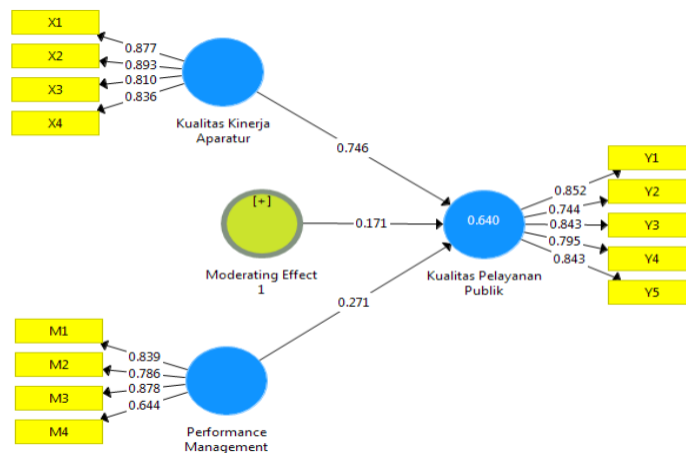 X1
X2
X3
X4
0.877
0.893
0.810
0.836
Kualitas Kinerja
Aparatur
0.746
[+]
Moderating Effect
1
0.171
0.640
Kualitas Pelayanan
Publik
0.852
0.744
0.843
0.795
0.843
Y1
Y2
Y3
Y4
Y5
0.271
M1
M2
M3
M4
0.839
0.786
0.878
0.644
Performance
Management